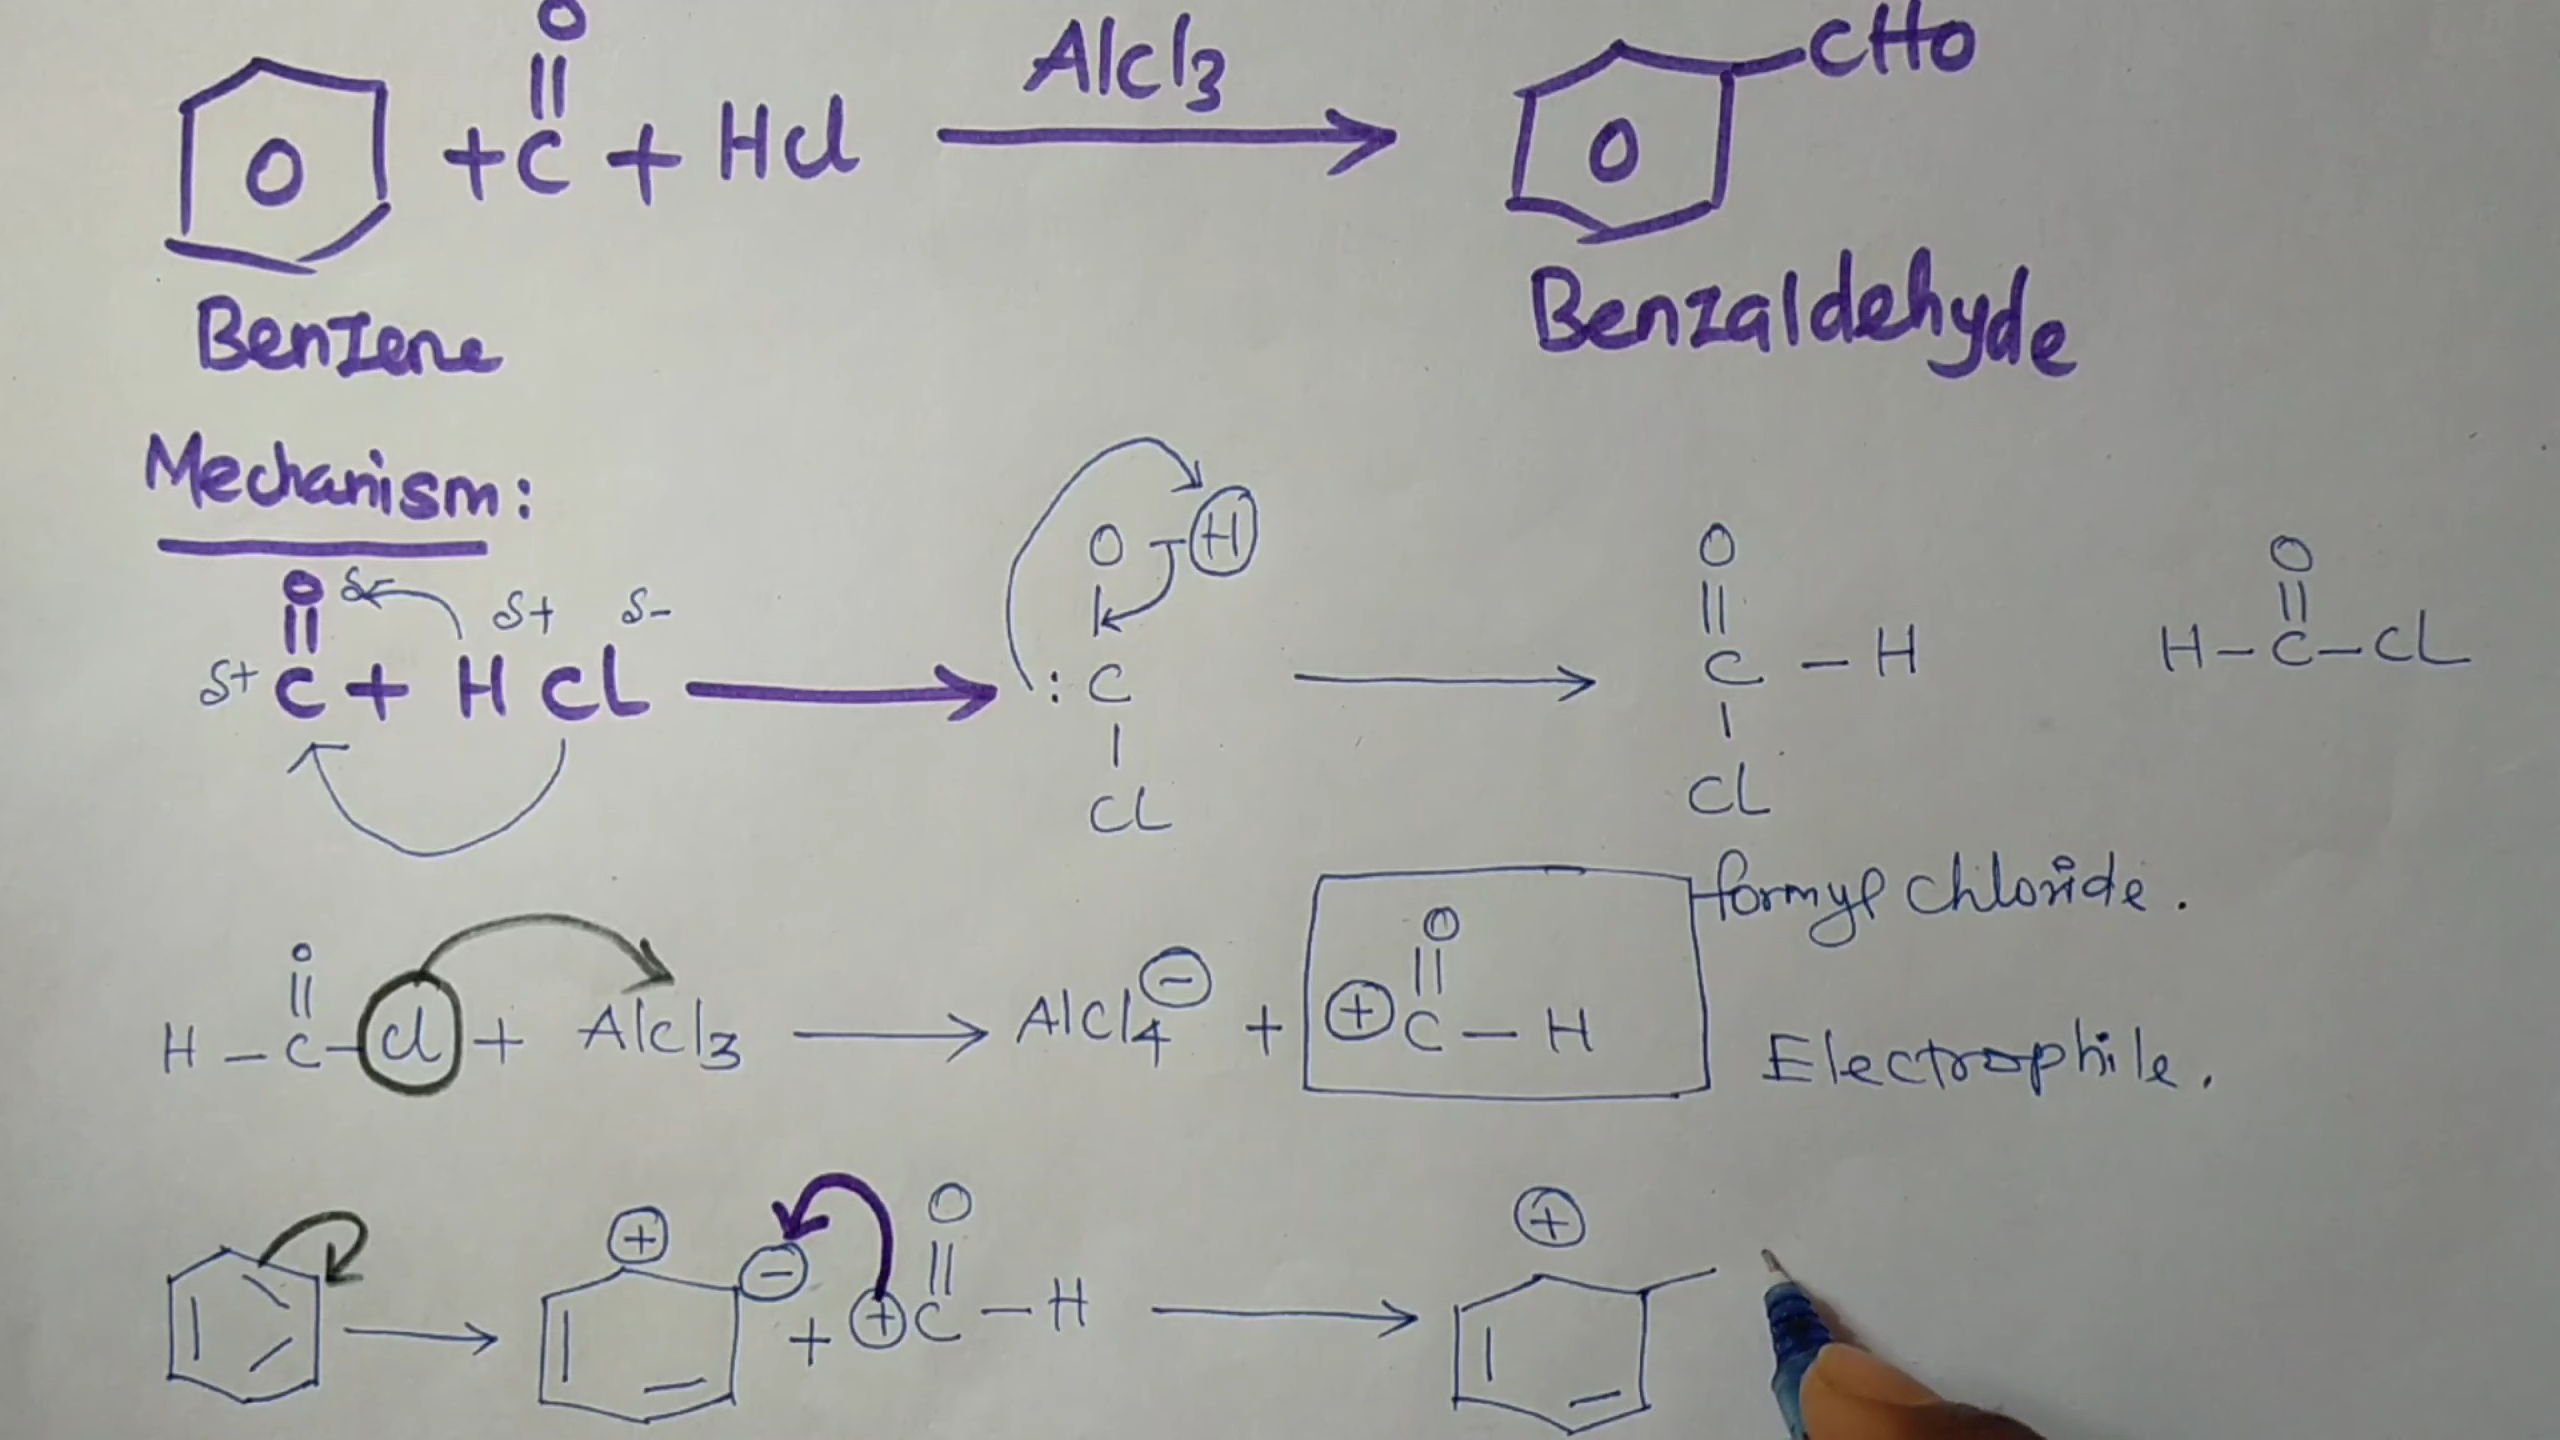 O
|| + C + HCl AlCl3 CHO
O O
Benzene Benzaldehyde
Mechanism:
O δ- δ+ δ- O - H O O
|| || ||
δ+ C + H Cl : C C - H H - C - Cl
| |
Cl Cl
formyl chloride.
O O
|| ||
H - C - Cl + AlCl3 AlCl4 ⊖ + ⊕ C - H Electrophile.
⊕ ⊖ O ⊕
||
+ ⊕ C - H